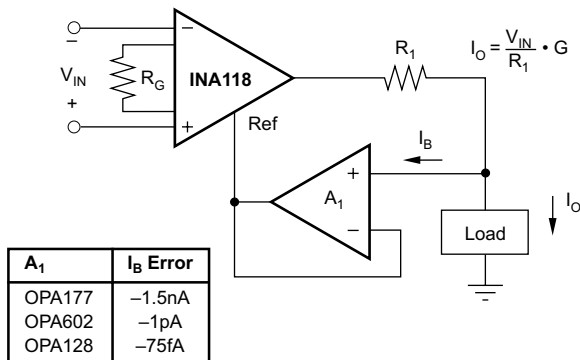 –
V_IN
+
R_G
–
INA118
+
Ref
R_1
I_O = V_IN / R_1 • G
I_B
+
A_1
–
I_O
Load
A_1 I_B Error
OPA177 –1.5nA
OPA602 –1pA
OPA128 –75fA